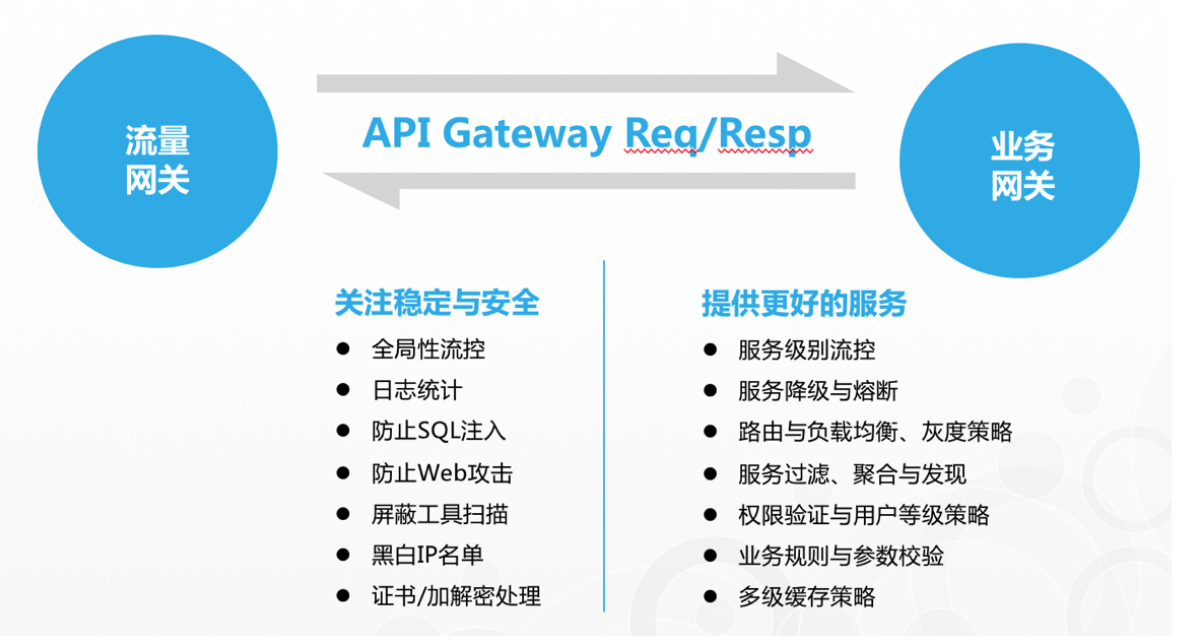 流量
网关
API Gateway Req/Resp
业务
网关
关注稳定与安全
● 全局性流控
● 日志统计
● 防止SQL注入
● 防止Web攻击
● 屏蔽工具扫描
● 黑白IP名单
● 证书/加解密处理
提供更好的服务
● 服务级别流控
● 服务降级与熔断
● 路由与负载均衡、灰度策略
● 服务过滤、聚合与发现
● 权限验证与用户等级策略
● 业务规则与参数校验
● 多级缓存策略